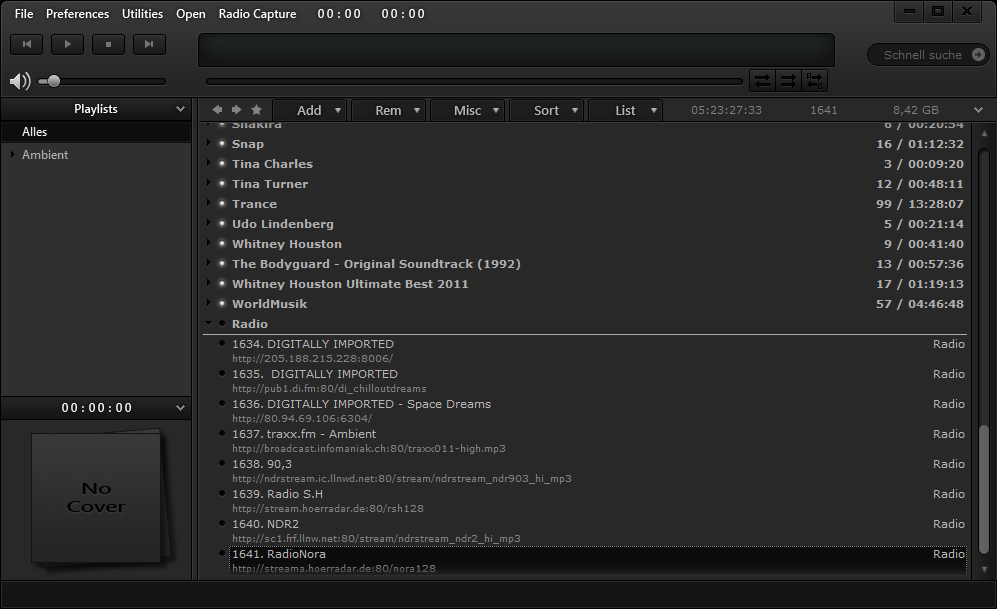 File Preferences Utilities Open Radio Capture 00:00 00:00
Schnell suche
Playlists
Add Rem Misc Sort List 05:23:27:33 1641 8,42 GB
Alles
Ambient
Shakira 6 / 00:20:54
Snap 16 / 01:12:32
Tina Charles 3 / 00:09:20
Tina Turner 12 / 00:48:11
Trance 99 / 13:28:07
Udo Lindenberg 5 / 00:21:14
Whitney Houston 9 / 00:41:40
The Bodyguard - Original Soundtrack (1992) 13 / 00:57:36
Whitney Houston Ultimate Best 2011 17 / 01:19:13
WorldMusik 57 / 04:46:48
Radio
1634. DIGITALLY IMPORTED Radio
http://205.188.215.228:8006/
1635. DIGITALLY IMPORTED Radio
http://pub1.di.fm:80/di_chilloutdreams
1636. DIGITALLY IMPORTED - Space Dreams Radio
http://80.94.69.106:6304/
1637. traxx.fm - Ambient Radio
http://broadcast.infomaniak.ch:80/traxx011-high.mp3
1638. 90,3 Radio
http://ndrstream.ic.llnwd.net:80/stream/ndrstream_ndr903_hi_mp3
1639. Radio S.H Radio
http://stream.hoerradar.de:80/rsh128
1640. NDR2 Radio
http://sc1.frf.llnw.net:80/stream/ndrstream_ndr2_hi_mp3
1641. RadioNora Radio
http://streama.hoerradar.de:80/nora128
00:00:00
No
Cover